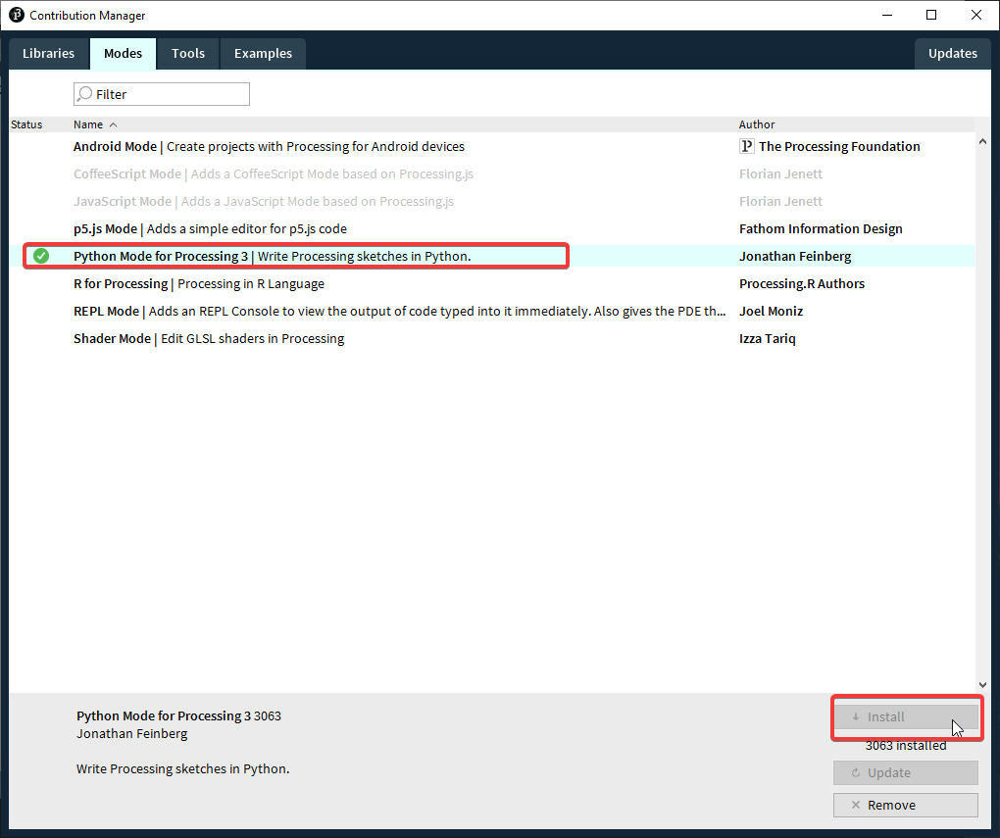 Contribution Manager
Libraries Modes Tools Examples Updates
Filter
Status Name Author
Android Mode | Create projects with Processing for Android devices The Processing Foundation
CoffeeScript Mode | Adds a CoffeeScript Mode based on Processing.js Florian Jenett
JavaScript Mode | Adds a JavaScript Mode based on Processing.js Florian Jenett
p5.js Mode | Adds a simple editor for p5.js code Fathom Information Design
Python Mode for Processing 3 | Write Processing sketches in Python. Jonathan Feinberg
R for Processing | Processing in R Language Processing.R Authors
REPL Mode | Adds an REPL Console to view the output of code typed into it immediately. Also gives the PDE th... Joel Moniz
Shader Mode | Edit GLSL shaders in Processing Izza Tariq
Python Mode for Processing 3 3063
Jonathan Feinberg
Write Processing sketches in Python.
Install
3063 installed
Update
Remove